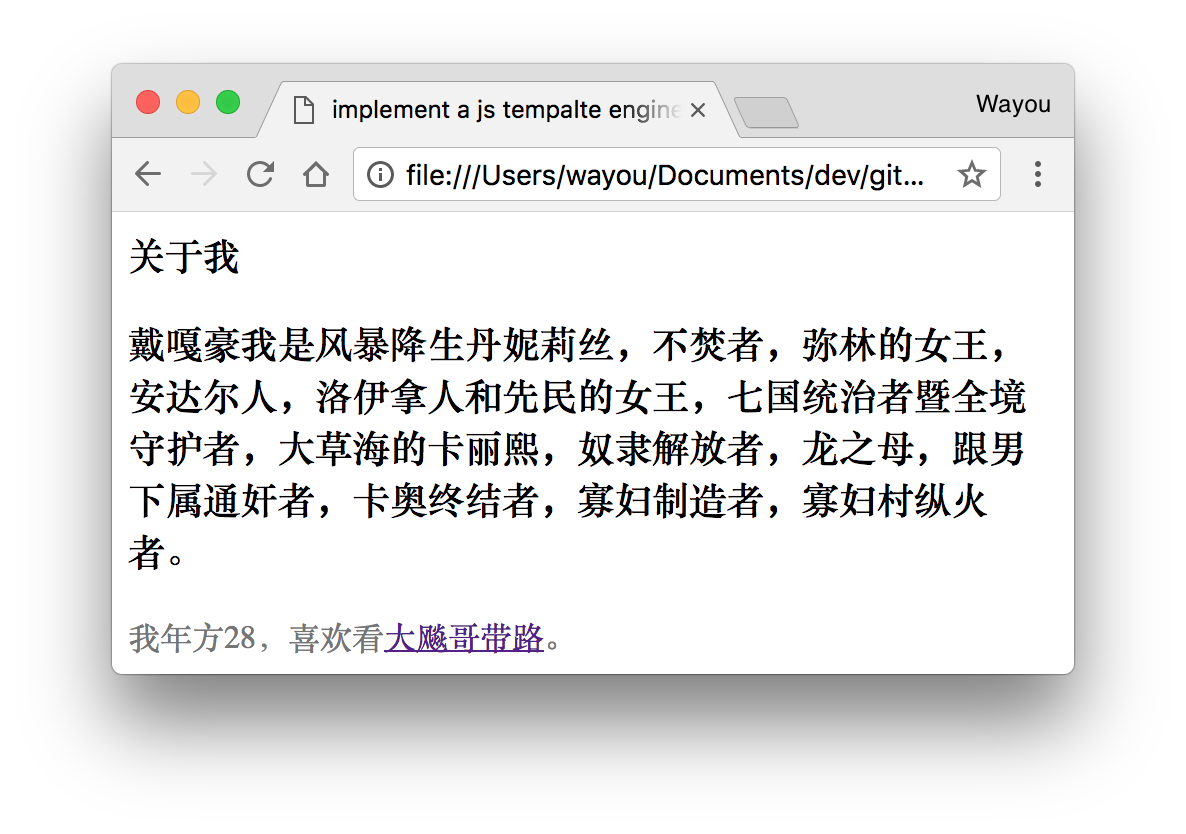 implement a js tempalte engine
Wayou
file:///Users/wayou/Documents/dev/git...
关于我
戴嘎豪我是风暴降生丹妮莉丝，不焚者，弥林的女王，
安达尔人，洛伊拿人和先民的女王，七国统治者暨全境
守护者，大草海的卡丽熙，奴隶解放者，龙之母，跟男
下属通奸者，卡奥终结者，寡妇制造者，寡妇村纵火
者。
我年方28，喜欢看大飚哥带路。